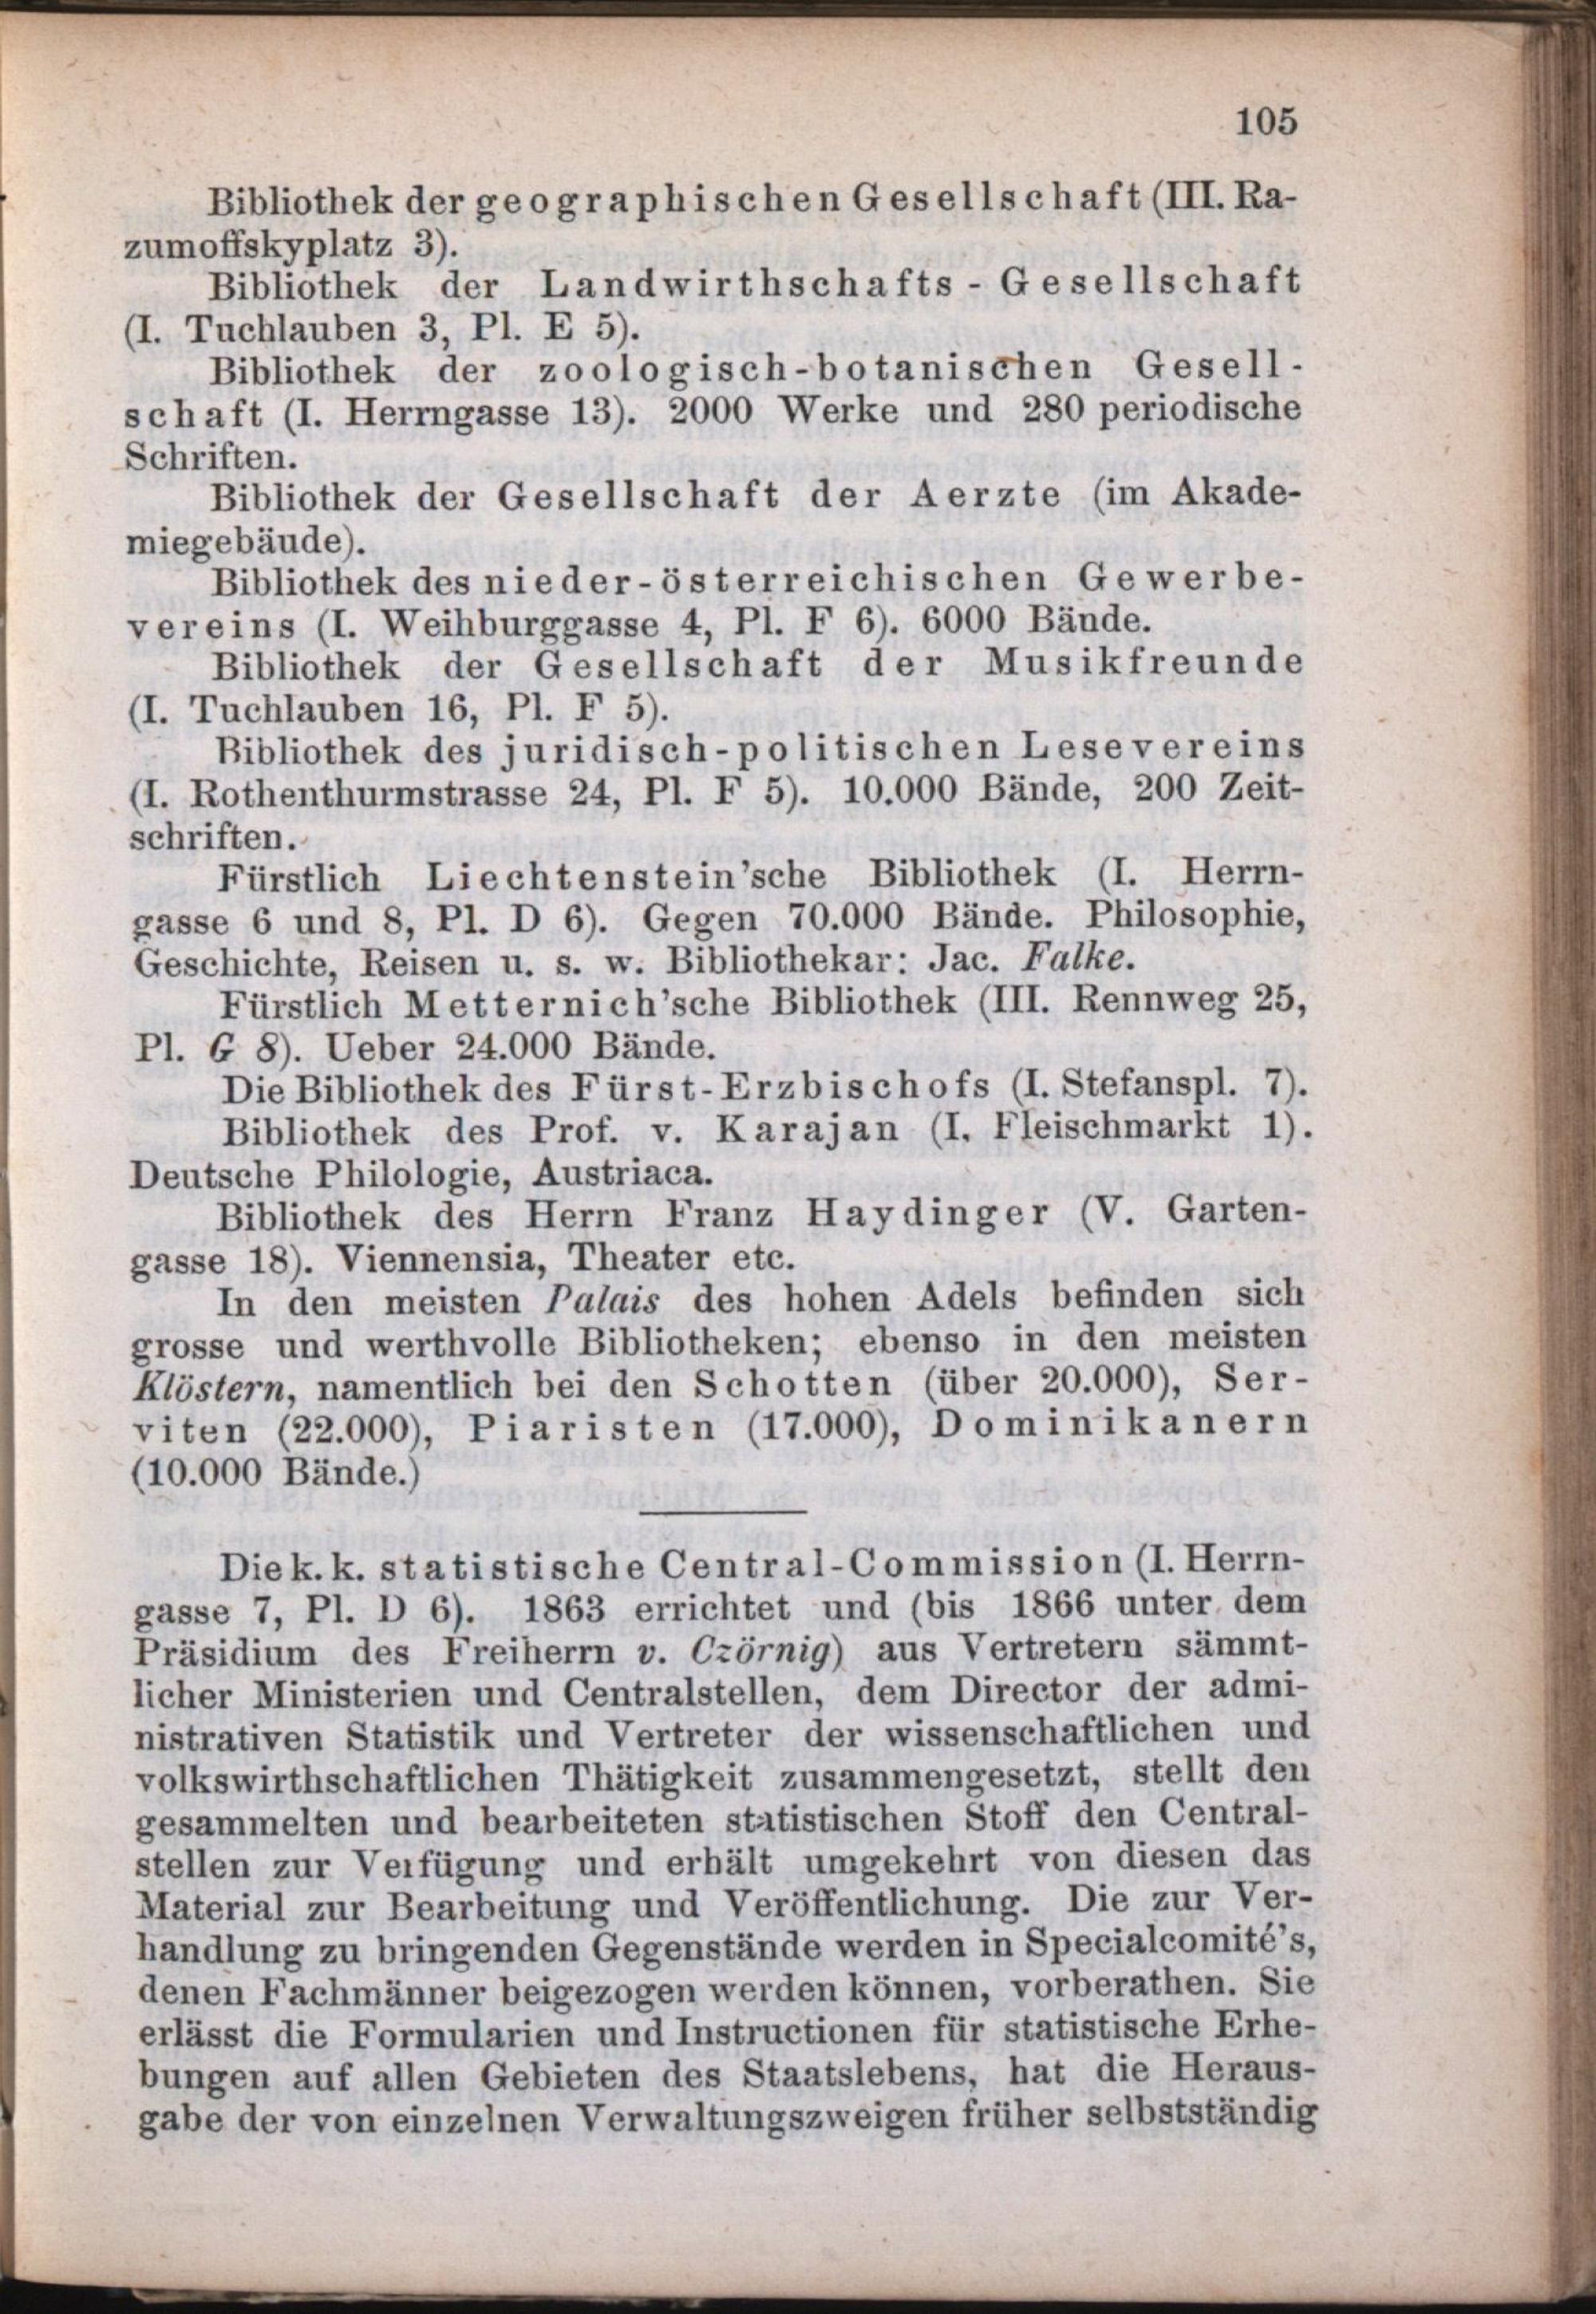 105
Bibliothek der geographischen Gesellschaft (III. Ra-
zumoffskyplatz 3).
Bibliothek der Landwirthschafts-Gesellschaft
(I. Tuchlauben 3, Pl. E 5).
Bibliothek der zoologisch-botanischen Gesell-
schaft (I. Herrngasse 13). 2000 Werke und 280 periodische
Schriften.
Bibliothek der Gesellschaft der Aerzte (im Akade-
miegebäude).
Bibliothek des nieder-österreichischen Gewerbe-
vereins (I. Weihburggasse 4, Pl. F 6). 6000 Bände.
Bibliothek der Gesellschaft der Musikfreunde
(I. Tuchlauben 16, Pl. F 5).
Bibliothek des juridisch-politischen Lesevereins
(I. Rothenthurmstrasse 24, Pl. F 5). 10.000 Bände, 200 Zeit-
schriften.
Fürstlich Liechtenstein'sche Bibliothek (I. Herrn-
gasse 6 und 8, Pl. D 6). Gegen 70.000 Bände. Philosophie,
Geschichte, Reisen u. s. w. Bibliothekar: Jac. Falke.
Fürstlich Metternich'sche Bibliothek (III. Rennweg 25,
Pl. G 8). Ueber 24.000 Bände.
Die Bibliothek des Fürst-Erzbischofs (I. Stefanspl. 7).
Bibliothek des Prof. v. Karajan (I. Fleischmarkt 1).
Deutsche Philologie, Austriaca.
Bibliothek des Herrn Franz Haydinger (V. Garten-
gasse 18). Viennensia, Theater etc.
In den meisten Palais des hohen Adels befinden sich
grosse und werthvolle Bibliotheken; ebenso in den meisten
Klöstern, namentlich bei den Schotten (über 20.000), Ser-
viten (22.000), Piaristen (17.000), Dominikanern
(10.000 Bände.)
Die k. k. statistische Central-Commission (I. Herrn-
gasse 7, Pl. D 6). 1863 errichtet und (bis 1866 unter dem
Präsidium des Freiherrn v. Czörnig) aus Vertretern sämmt-
licher Ministerien und Centralstellen, dem Director der admi-
nistrativen Statistik und Vertreter der wissenschaftlichen und
volkswirthschaftlichen Thätigkeit zusammengesetzt, stellt den
gesammelten und bearbeiteten statistischen Stoff den Central-
stellen zur Verfügung und erhält umgekehrt von diesen das
Material zur Bearbeitung und Veröffentlichung. Die zur Ver-
handlung zu bringenden Gegenstände werden in Specialcomité's,
denen Fachmänner beigezogen werden können, vorberathen. Sie
erlässt die Formularien und Instructionen für statistische Erhe-
bungen auf allen Gebieten des Staatslebens, hat die Heraus-
gabe der von einzelnen Verwaltungszweigen früher selbstständig